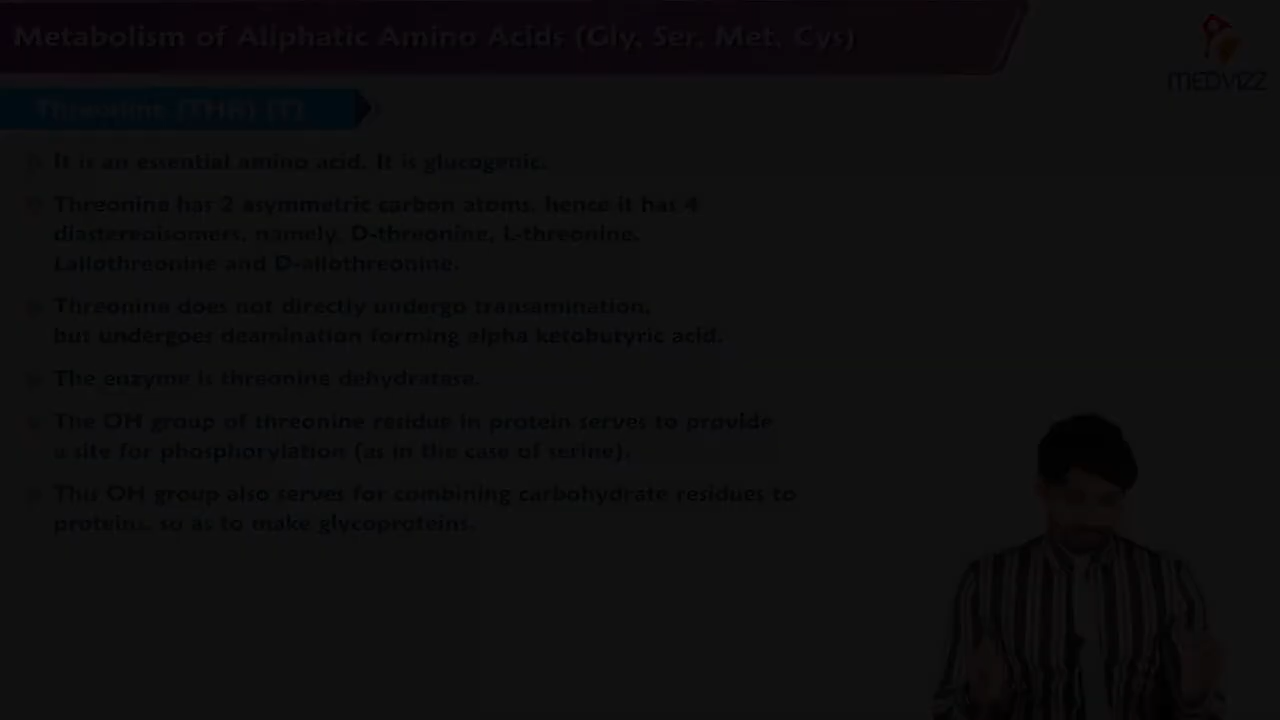 Metabolism of Aliphatic Amino Acids (Gly, Ser, Met, Cys)
MEDVIZZ
Threonine (THR) (T)
It is an essential amino acid. It is glucogenic.
Threonine has 2 asymmetric carbon atoms, hence it has 4
diastereoisomers, namely, D-threonine, L-threonine,
Lallothreonine and D-allothreonine.
Threonine does not directly undergo transamination,
but undergoes deamination forming alpha ketobutyric acid.
The enzyme is threonine dehydratase.
The OH group of threonine residue in protein serves to provide
a site for phosphorylation (as in the case of serine).
This OH group also serves for combining carbohydrate residues to
proteins, so as to make glycoproteins.